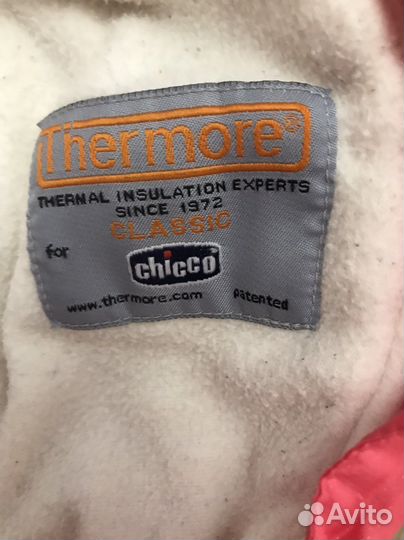 Thermore®
THERMAL INSULATION EXPERTS
SINCE 1972
CLASSIC
for
chicco
www.thermore.com patented
Avito